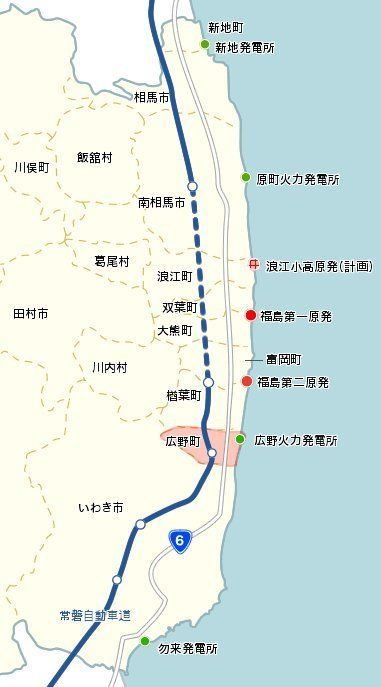 新地町
新地発電所
相馬市
飯舘村
川俣町
原町火力発電所
南相馬市
葛尾村
浪江町
浪江小高原発(計画)
双葉町
田村市
福島第一原発
大熊町
富岡町
川内村
福島第二原発
楢葉町
広野町
広野火力発電所
いわき市
6
常磐自動車道
勿来発電所